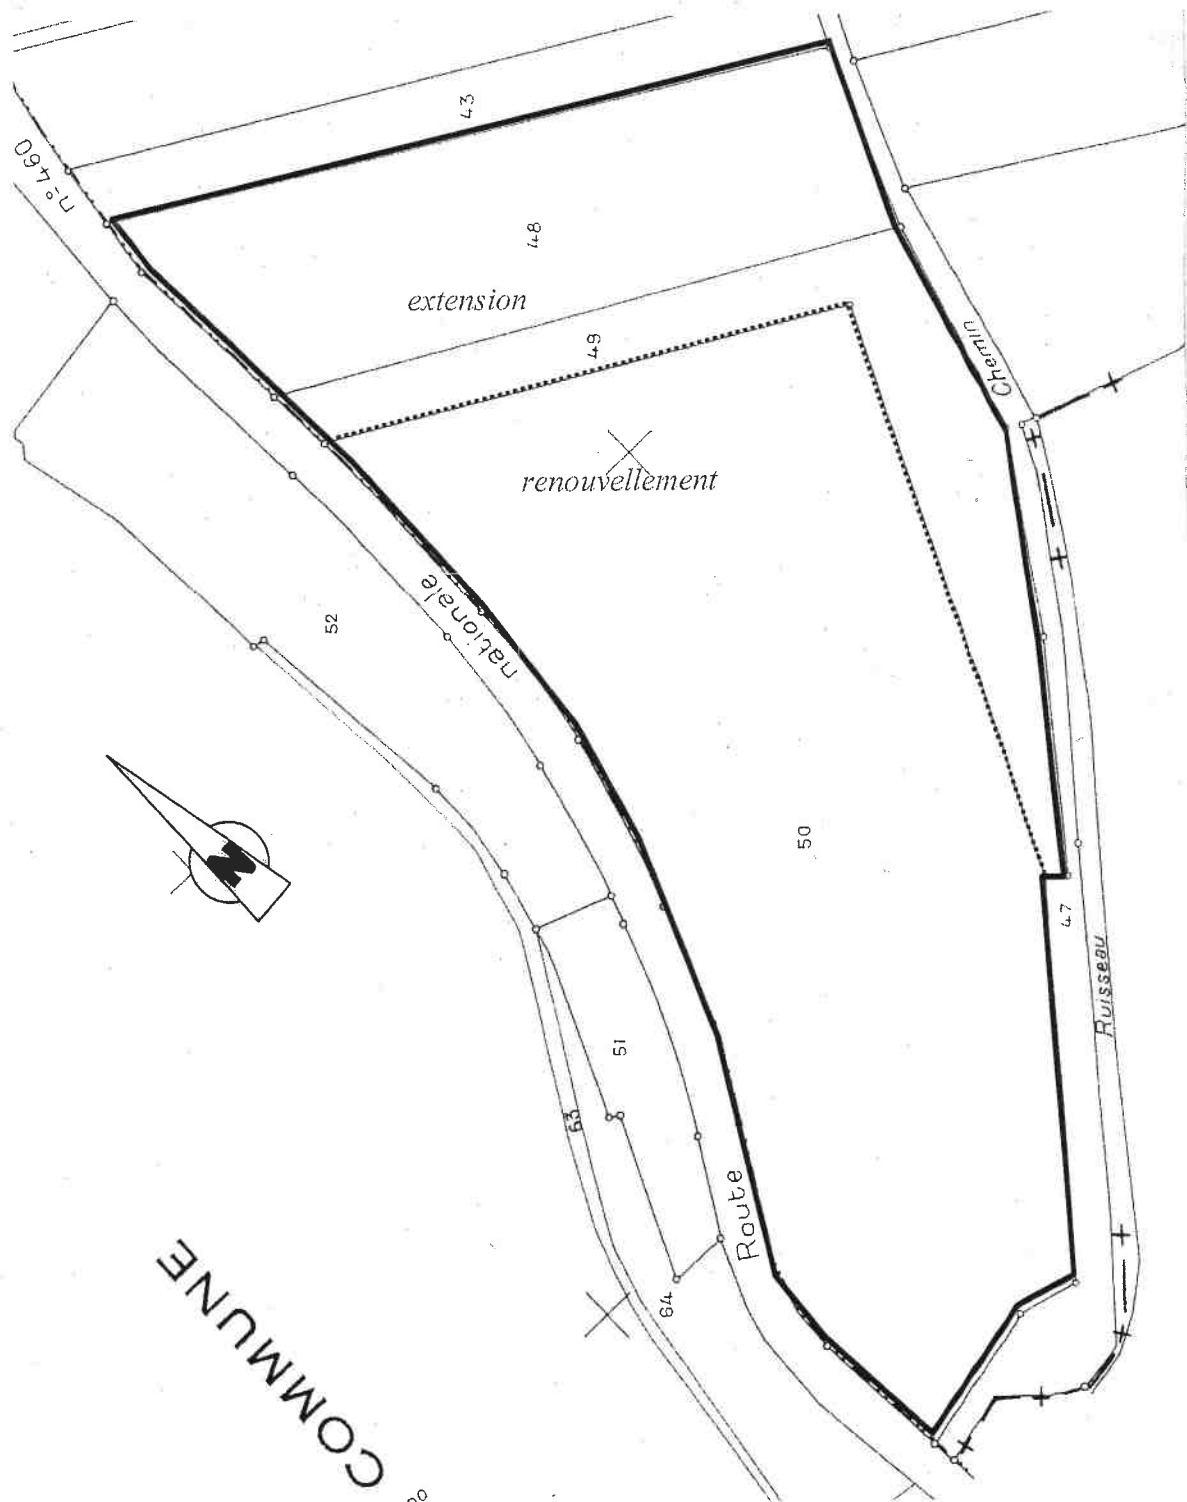 n° 460
43
48
extension
49
Chemin
renouvellement
nationale
52
N
50
47
Ruisseau
51
63
Route
64
COMMUNE